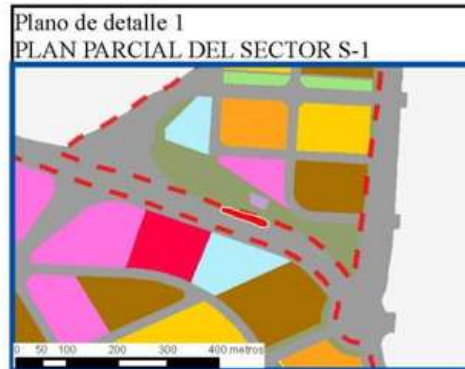 Plano de detalle 1
PLAN PARCIAL DEL SECTOR S-1
0 50 100 200 300 400 metros